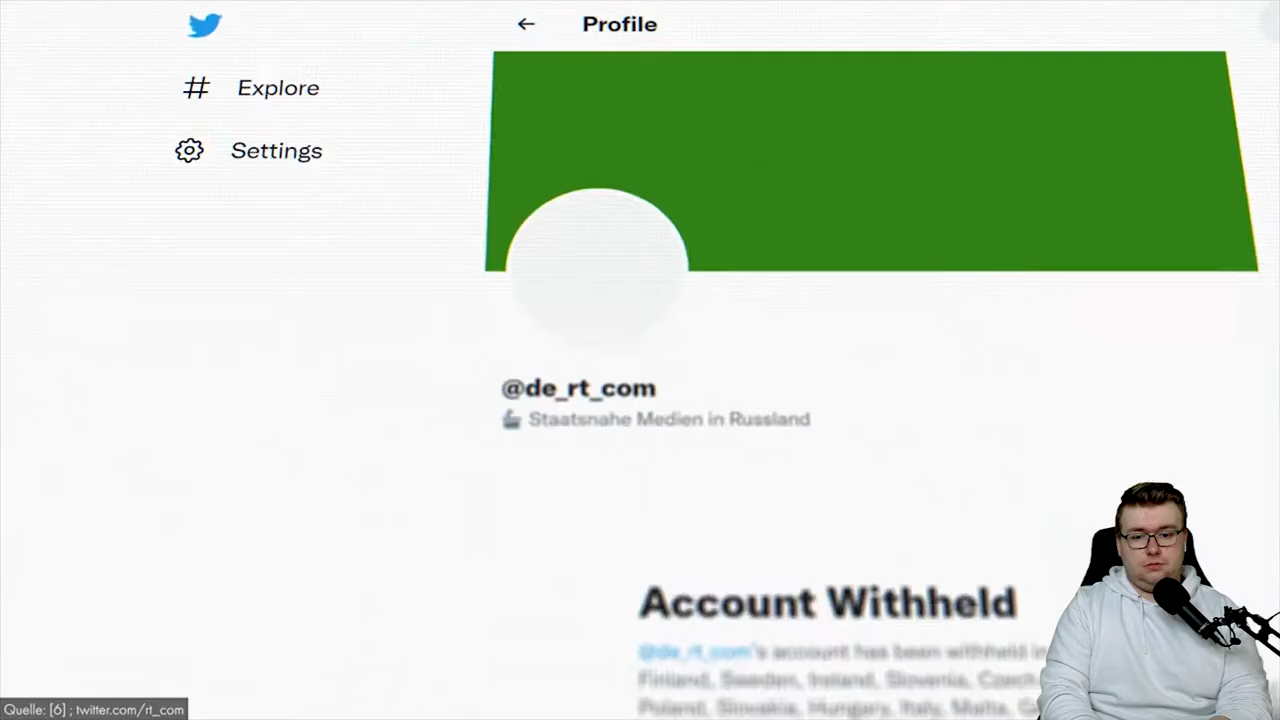 Profile
# Explore
Settings
@de_rt_com
Staatsnahe Medien in Russland
Account Withheld
@de_rt_com's account has been withheld in
Finland, Sweden, Ireland, Slovenia, Czech
Poland, Slovakia, Hungary, Italy, Malta,
Quelle: [6] ; twitter.com/rt_com